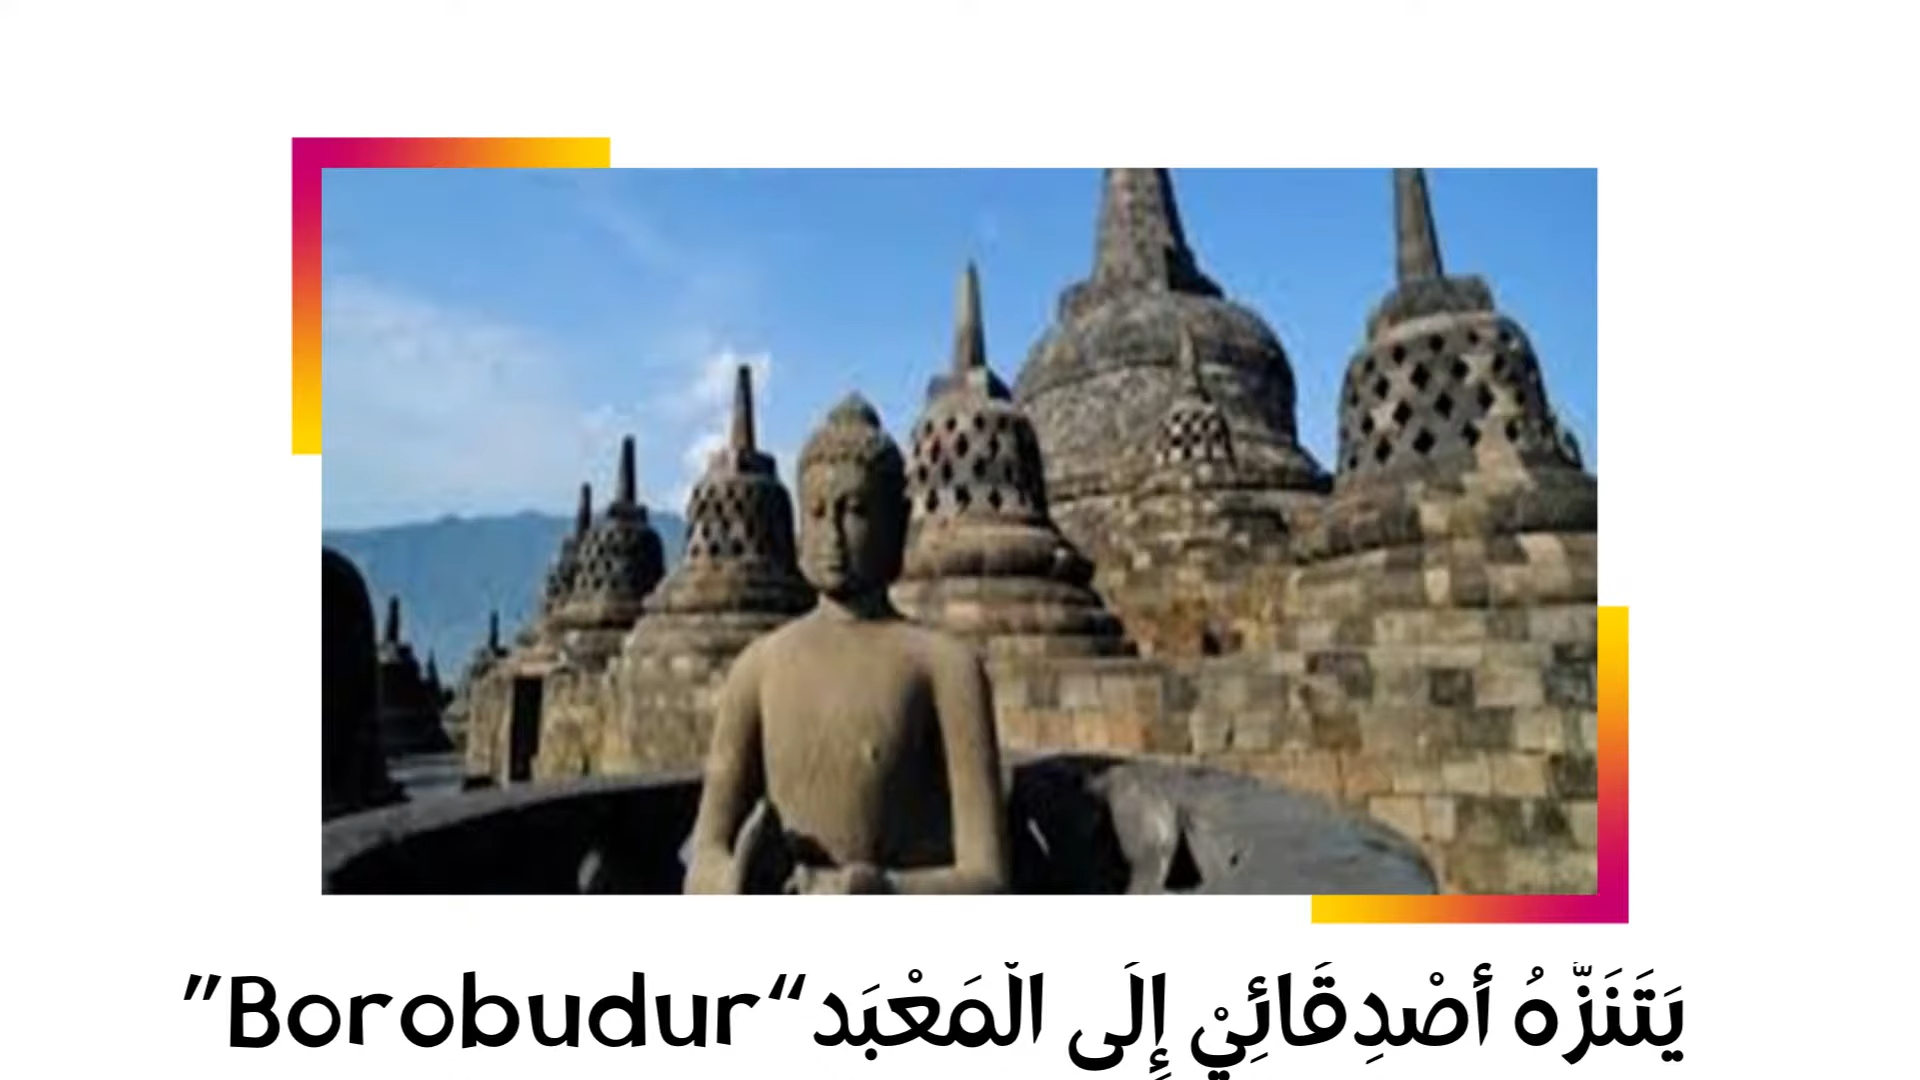 يَتَنَزَّهُ أَصْدِقَائِيْ إِلَى الْمَعْبَد “Borobudur”